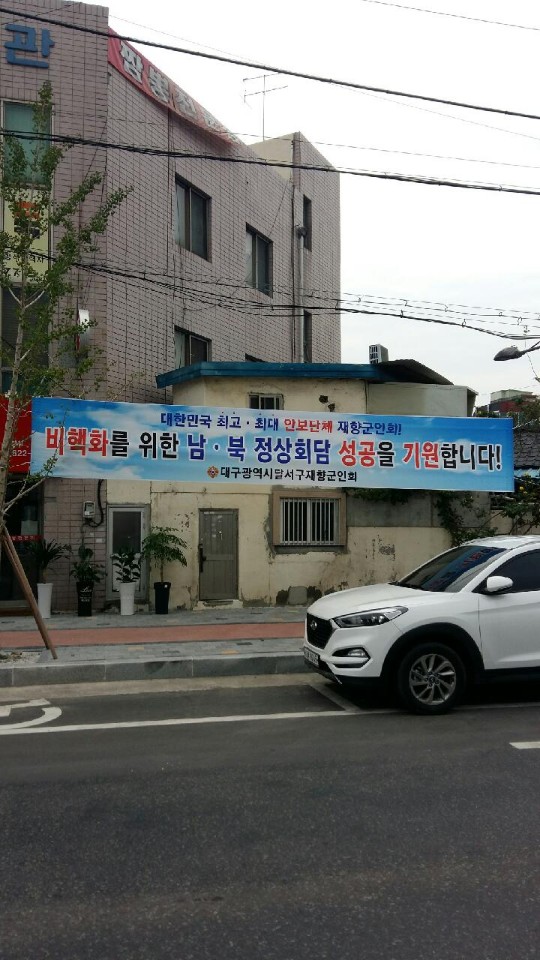 관
대한민국 최고·최대 안보단체 재향군인회!
비핵화를 위한 남·북 정상회담 성공을 기원합니다!
대구광역시달서구재향군인회